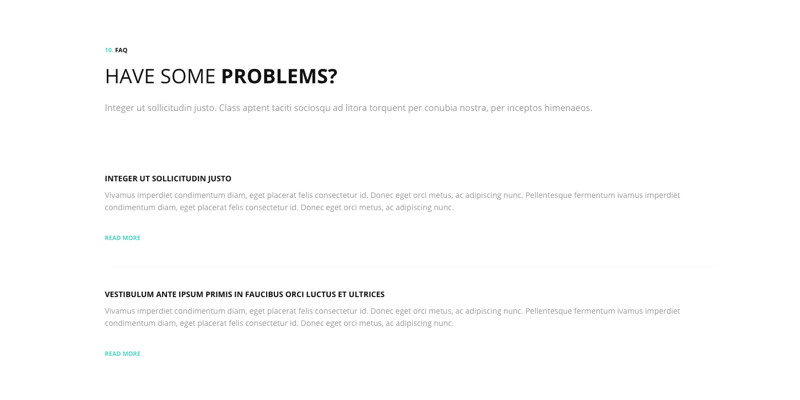 10. FAQ
HAVE SOME PROBLEMS?
Integer ut sollicitudin justo. Class aptent taciti sociosqu ad litora torquent per conubia nostra, per inceptos himenaeos.
INTEGER UT SOLLICITUDIN JUSTO
Vivamus imperdiet condimentum diam, eget placerat felis consectetur id. Donec eget orci metus, ac adipiscing nunc. Pellentesque fermentum ivamus imperdiet
condimentum diam, eget placerat felis consectetur id. Donec eget orci metus, ac adipiscing nunc.
READ MORE
VESTIBULUM ANTE IPSUM PRIMIS IN FAUCIBUS ORCI LUCTUS ET ULTRICES
Vivamus imperdiet condimentum diam, eget placerat felis consectetur id. Donec eget orci metus, ac adipiscing nunc. Pellentesque fermentum ivamus imperdiet
condimentum diam, eget placerat felis consectetur id. Donec eget orci metus, ac adipiscing nunc.
READ MORE